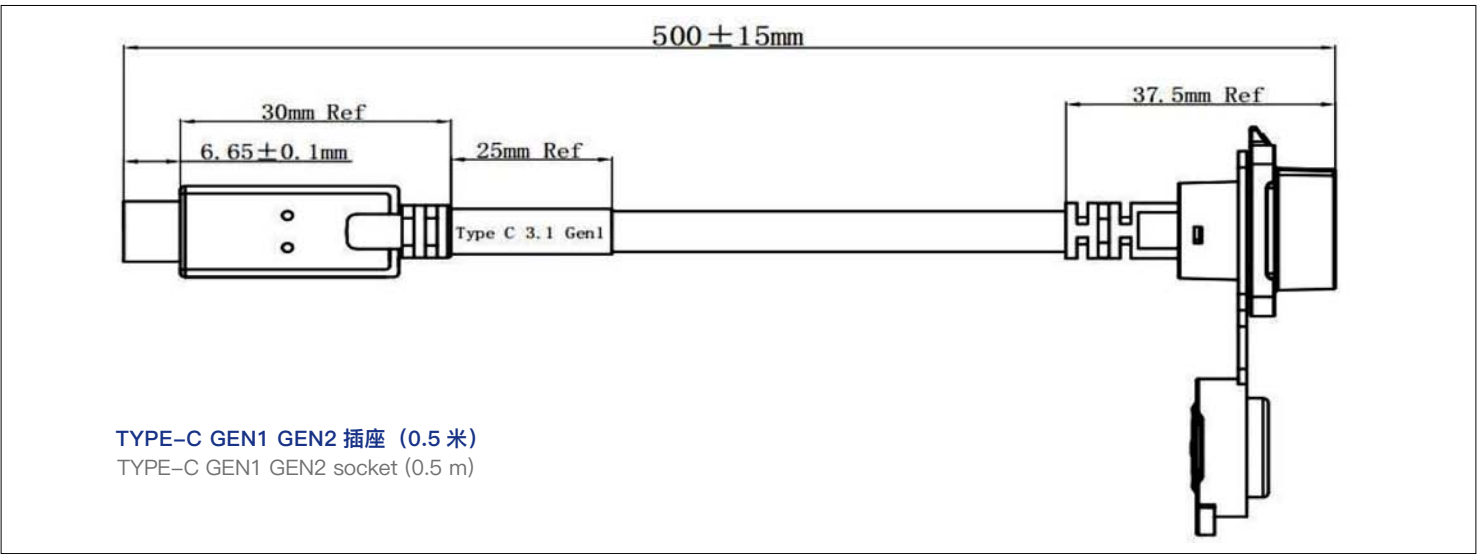 500±15mm
37.5mm Ref
30mm Ref
6.65±0.1mm
25mm Ref
Type C 3.1 Gen1
TYPE-C GEN1 GEN2 插座（0.5 米）
TYPE-C GEN1 GEN2 socket (0.5 m)